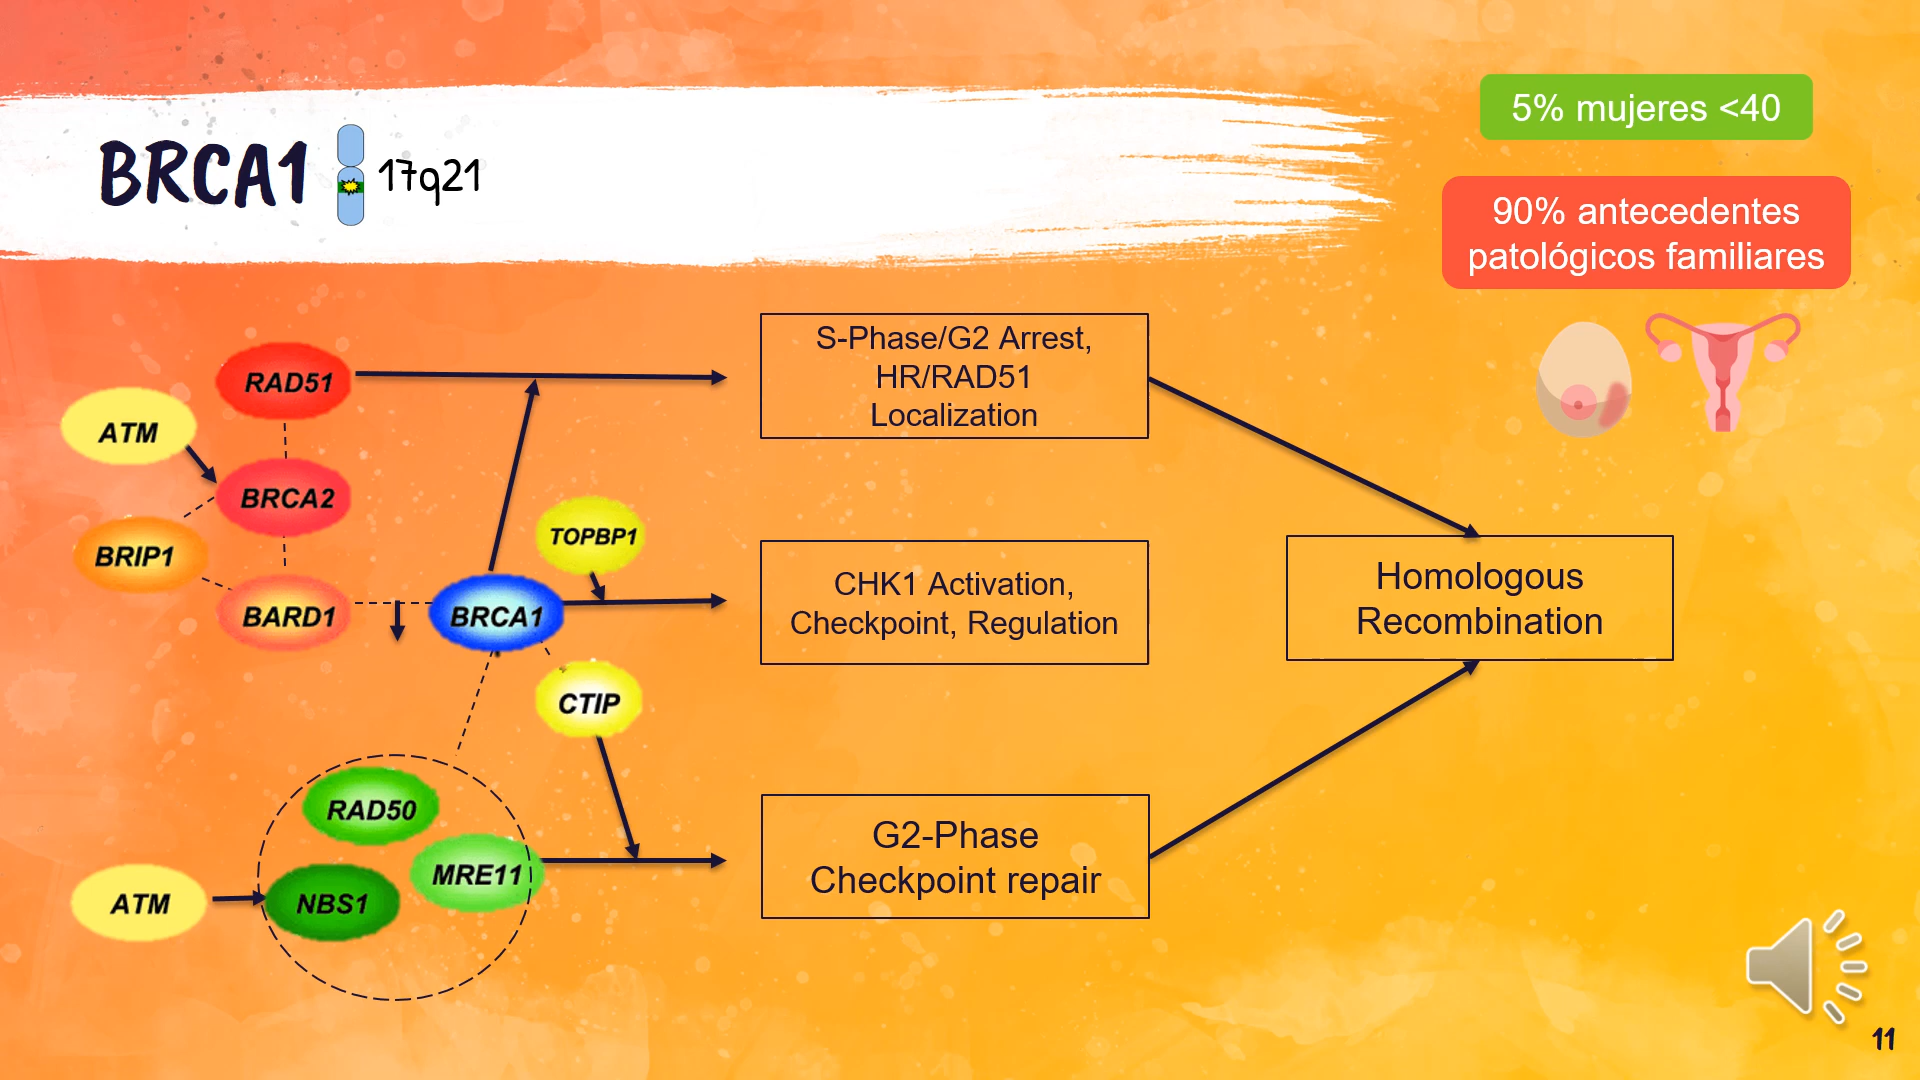 BRCA1
17q21
5% mujeres <40
90% antecedentes
patológicos familiares
RAD51
ATM
BRCA2
BRIP1
BARD1
BRCA1
TOPBP1
CTIP
RAD50
MRE11
NBS1
ATM
S-Phase/G2 Arrest,
HR/RAD51
Localization
CHK1 Activation,
Checkpoint, Regulation
G2-Phase
Checkpoint repair
Homologous
Recombination
11